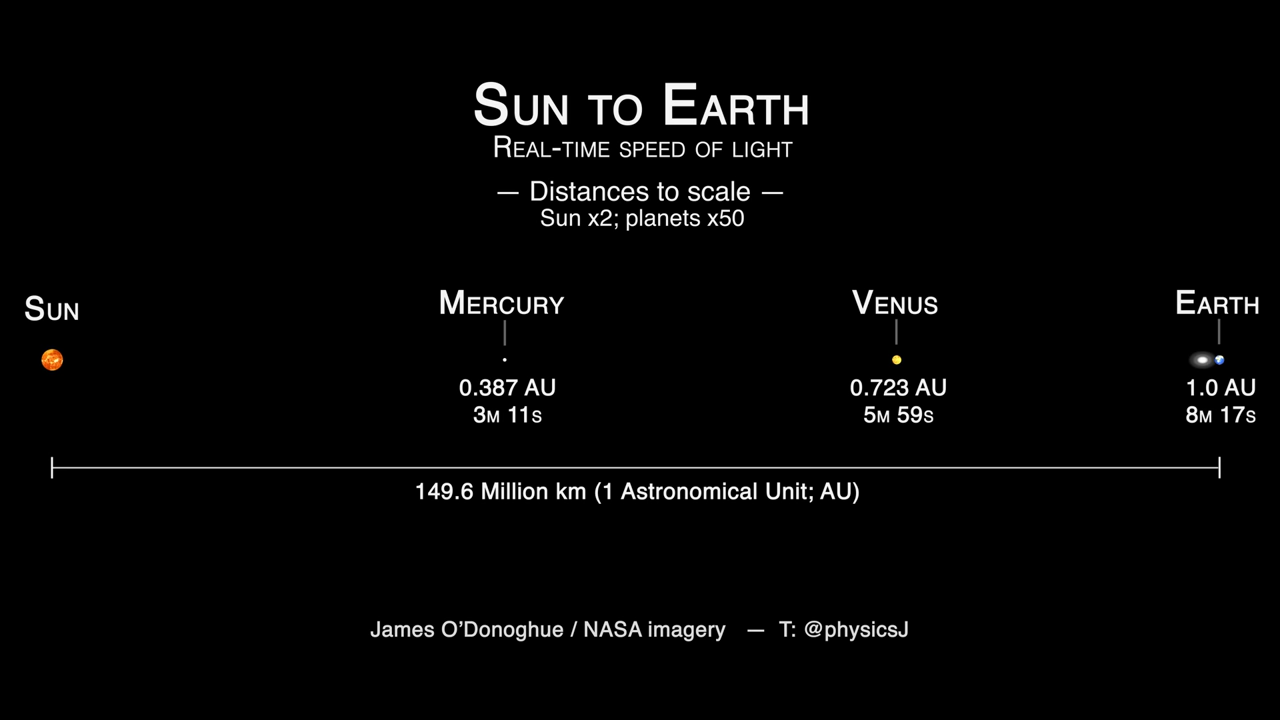 Sun to Earth
Real-time speed of light
— Distances to scale —
Sun x2; planets x50
Sun
Mercury
Venus
Earth
0.387 AU
3m 11s
0.723 AU
5m 59s
1.0 AU
8m 17s
149.6 Million km (1 Astronomical Unit; AU)
James O’Donoghue / NASA imagery — T: @physicsJ